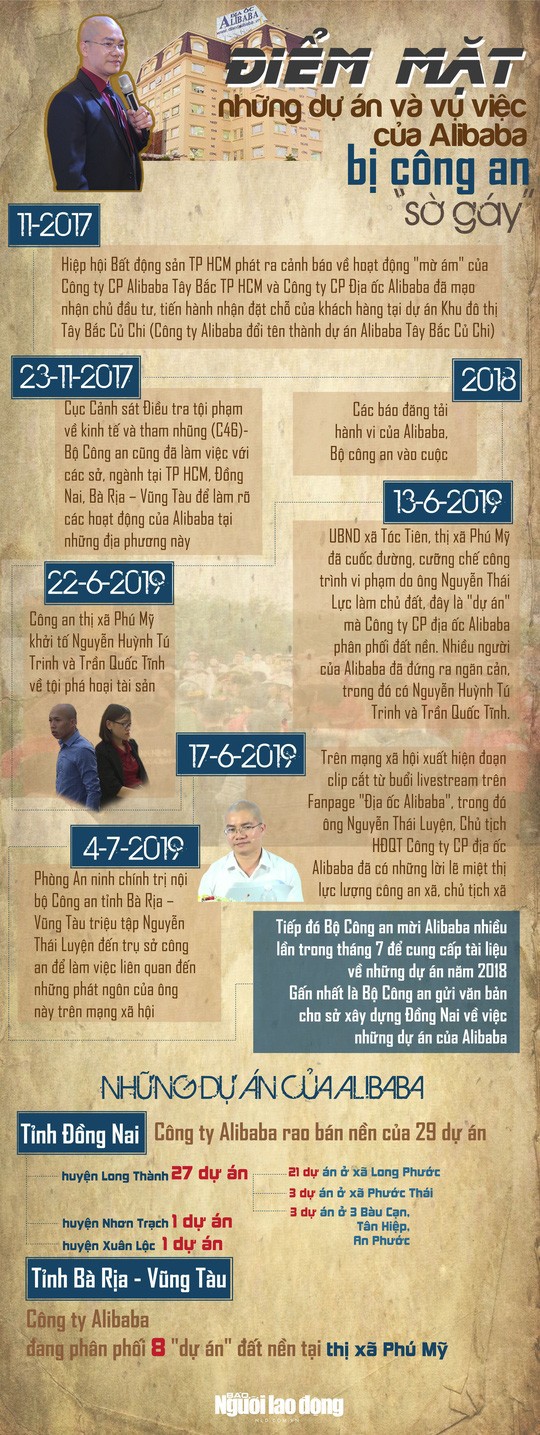 ĐỊA ỐC
ALIBABA
ĐIỂM MẶT
những dự án và vụ việc
của Alibaba
bị công an
"sờ gáy"
11-2017
Hiệp hội Bất động sản TP HCM phát ra cảnh báo về hoạt động "mờ ám" của
Công ty CP Alibaba Tây Bắc TP HCM và Công ty CP Địa ốc Alibaba đã mạo
nhận chủ đầu tư, tiến hành nhận đặt chỗ của khách hàng tại dự án Khu đô thị
Tây Bắc Củ Chi (Công ty Alibaba đổi tên thành dự án Alibaba Tây Bắc Củ Chi)
23-11-2017
Cục Cảnh sát Điều tra tội phạm
về kinh tế và tham nhũng (C46)-
Bộ Công an cũng đã làm việc với
các sở, ngành tại TP HCM, Đồng
Nai, Bà Rịa – Vũng Tàu để làm rõ
các hoạt động của Alibaba tại
những địa phương này
2018
Các báo đăng tải
hành vi của Alibaba,
Bộ công an vào cuộc
13-6-2019
UBND xã Tóc Tiên, thị xã Phú Mỹ
đã cuốc đường, cưỡng chế công
trình vi phạm do ông Nguyễn Thái
Lực làm chủ đất, đây là "dự án"
mà Công ty CP địa ốc Alibaba
phân phối đất nền. Nhiều người
của Alibaba đã đứng ra ngăn cản,
trong đó có Nguyễn Huỳnh Tú
Trinh và Trần Quốc Tĩnh.
22-6-2019
Công an thị xã Phú Mỹ
khởi tố Nguyễn Huỳnh Tú
Trinh và Trần Quốc Tĩnh
về tội phá hoại tài sản
17-6-2019
Trên mạng xã hội xuất hiện đoạn
clip cắt từ buổi livestream trên
Fanpage "Địa ốc Alibaba", trong đó
ông Nguyễn Thái Luyện, Chủ tịch
HĐQT Công ty CP địa ốc
Alibaba đã có những lời lẽ miệt thị
lực lượng công an xã, chủ tịch xã
4-7-2019
Phòng An ninh chính trị nội
bộ Công an tỉnh Bà Rịa –
Vũng Tàu triệu tập Nguyễn
Thái Luyện đến trụ sở công
an để làm việc liên quan đến
những phát ngôn của ông
này trên mạng xã hội
Tiếp đó Bộ Công an mời Alibaba nhiều
lần trong tháng 7 để cung cấp tài liệu
về những dự án năm 2018
Gấn nhất là Bộ Công an gửi văn bản
cho sở xây dựng Đồng Nai về việc
những dự án của Alibaba
NHỮNG DỰ ÁN CỦA ALIBABA
Tỉnh Đồng Nai Công ty Alibaba rao bán nền của 29 dự án
huyện Long Thành 27 dự án
21 dự án ở xã Long Phước
3 dự án ở xã Phước Thái
3 dự án ở 3 Bàu Cạn,
Tân Hiệp,
An Phước
huyện Nhơn Trạch 1 dự án
huyện Xuân Lộc 1 dự án
Tỉnh Bà Rịa - Vũng Tàu
Công ty Alibaba
đang phân phối 8 "dự án" đất nền tại thị xã Phú Mỹ
BÁO
Người lao động
NLD.COM.VN